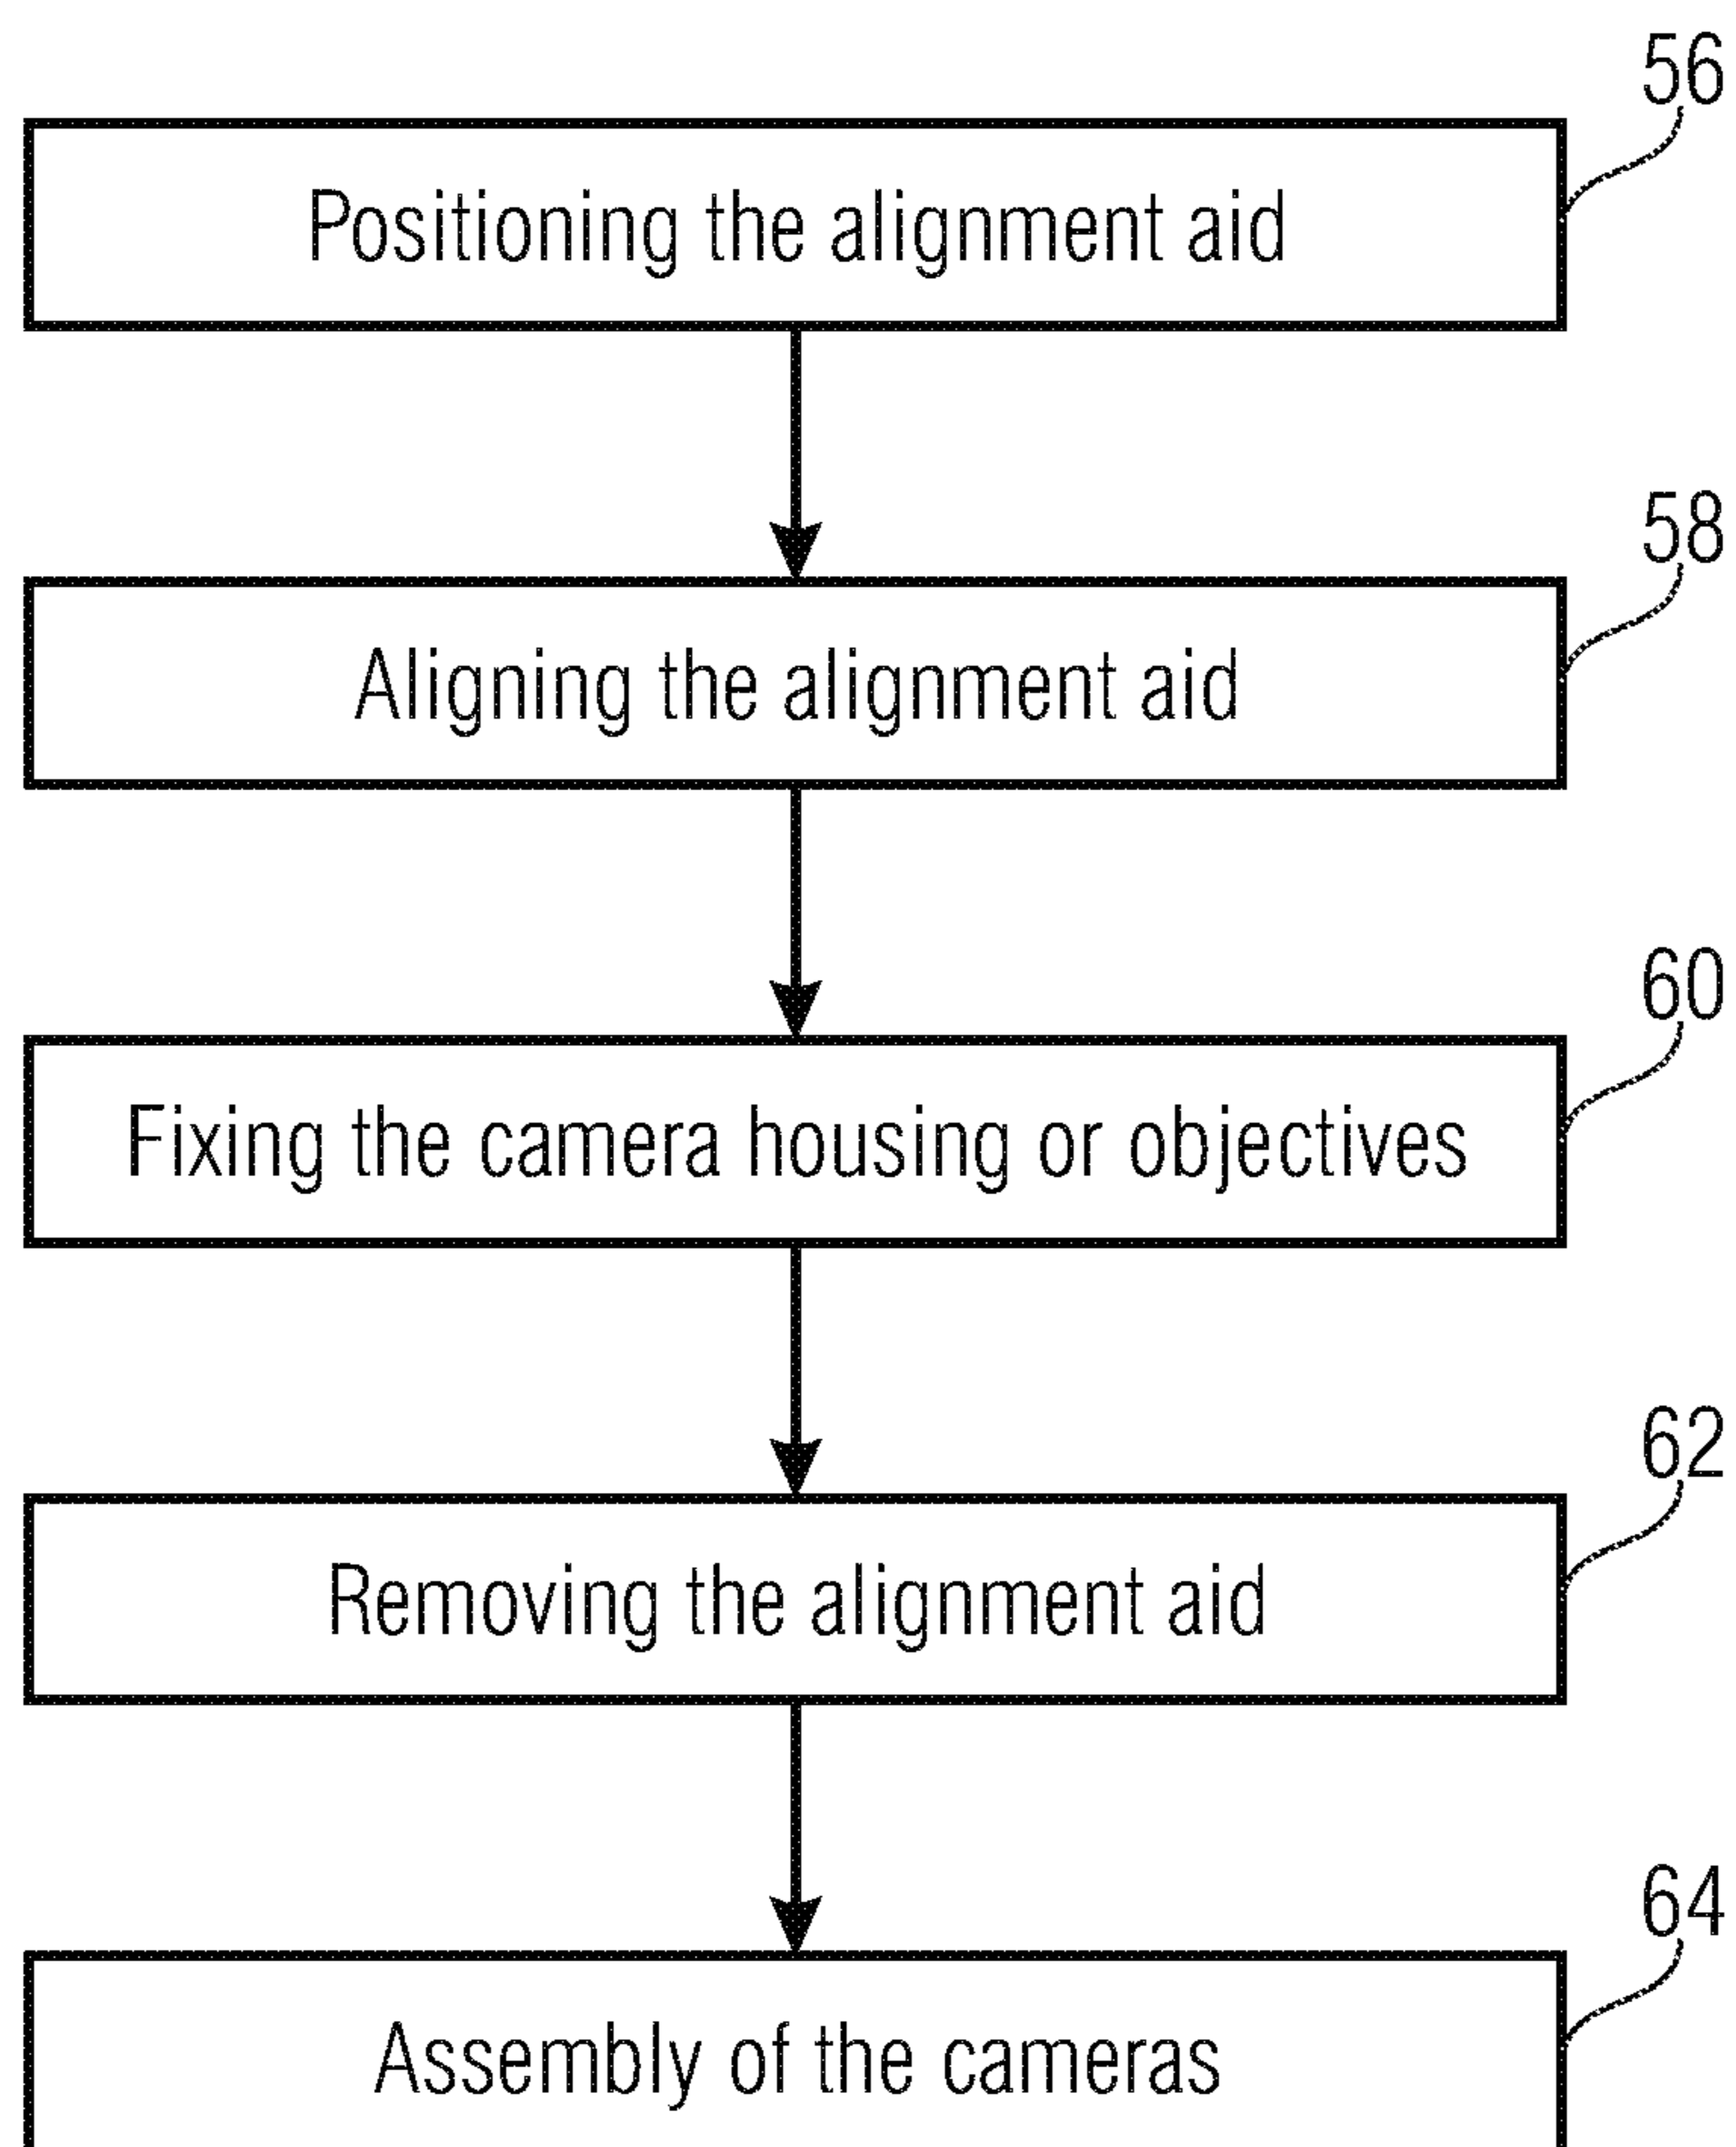 56
Positioning the alignment aid
58
Aligning the alignment aid
60
Fixing the camera housing or objectives
62
Removing the alignment aid
64
Assembly of the cameras